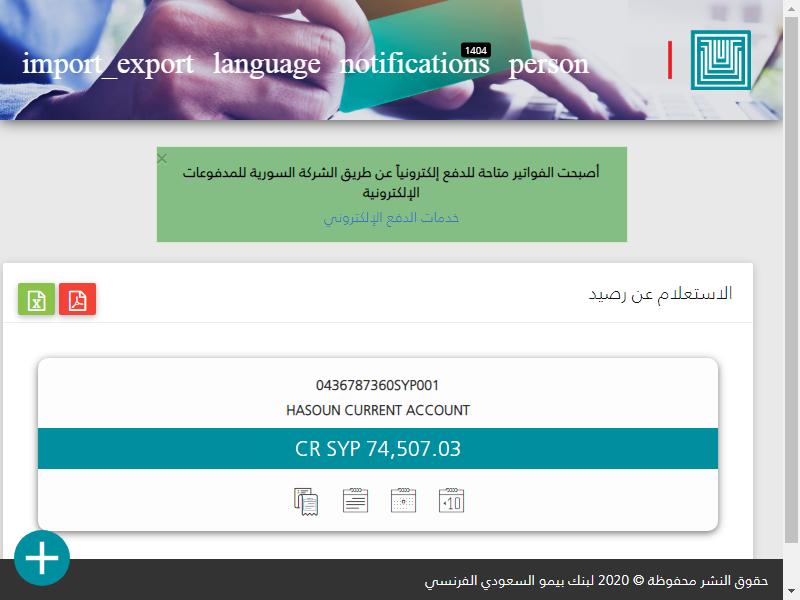 import_export language notifications person
1404
أصبحت الفواتير متاحة للدفع إلكترونياً عن طريق الشركة السورية للمدفوعات
الإلكترونية
خدمات الدفع الإلكتروني
الاستعلام عن رصيد
0436787360SYP001
HASOUN CURRENT ACCOUNT
CR SYP 74,507.03
10
حقوق النشر محفوظة © 2020 لبنك بيمو السعودي الفرنسي